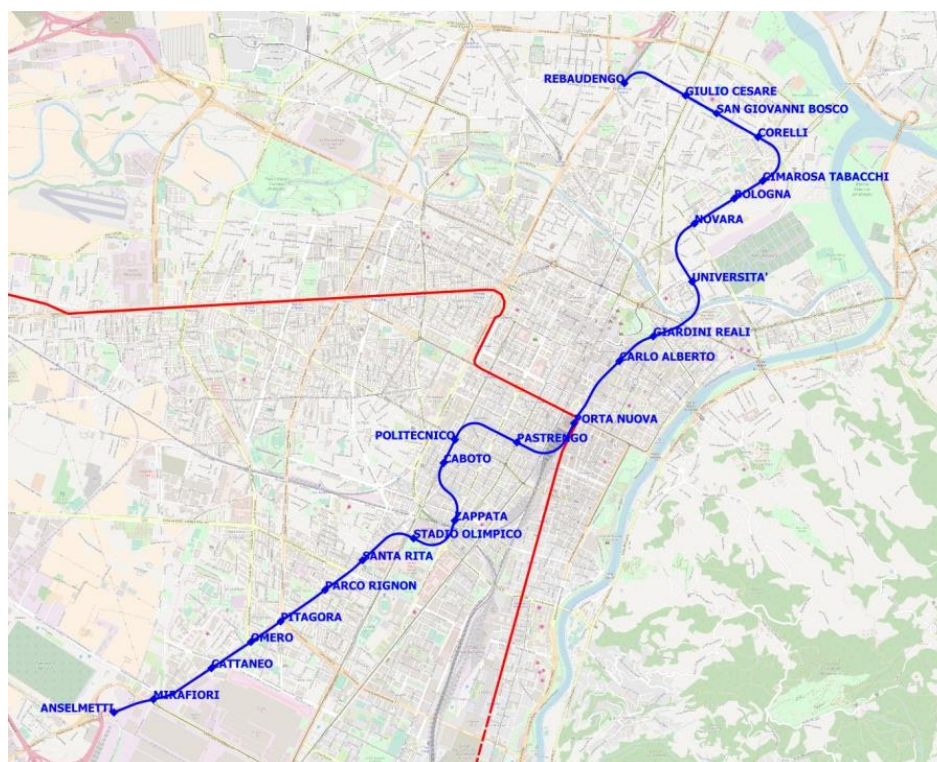 REBAUDENGO
GIULIO CESARE
SAN GIOVANNI BOSCO
CORELLI
CIMAROSA TABACCHI
BOLOGNA
NOVARA
UNIVERSITA'
GIARDINI REALI
CARLO ALBERTO
PORTA NUOVA
POLITECNICO
PASTRENGO
CABOTO
ZAPPATA
STADIO OLIMPICO
SANTA RITA
PARCO RIGNON
PITAGORA
OMERO
CATTANEO
MIRAFIORI
ANSELMETTI